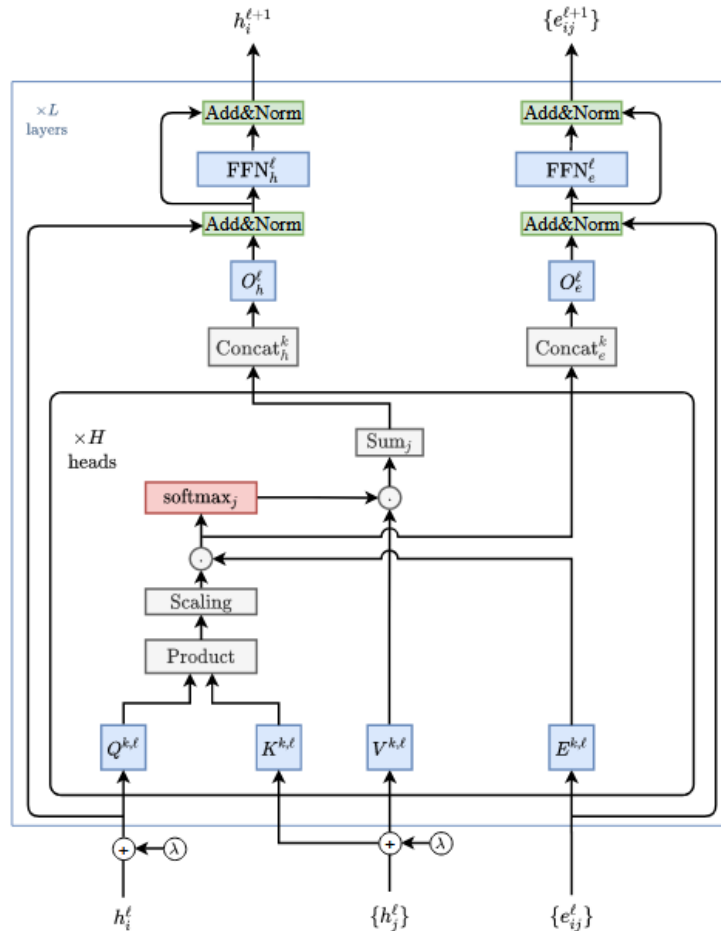 h_i^{ℓ+1} {e_{ij}^{ℓ+1}}
×L
layers
Add&Norm Add&Norm
FFN_h^ℓ FFN_e^ℓ
Add&Norm Add&Norm
O_h^ℓ O_e^ℓ
Concat_h^k Concat_e^k
×H
heads
Sum_j
softmax_j ·
·
Scaling
Product
Q^{k,ℓ} K^{k,ℓ} V^{k,ℓ} E^{k,ℓ}
+ λ + λ
h_i^ℓ {h_j^ℓ} {e_{ij}^ℓ}